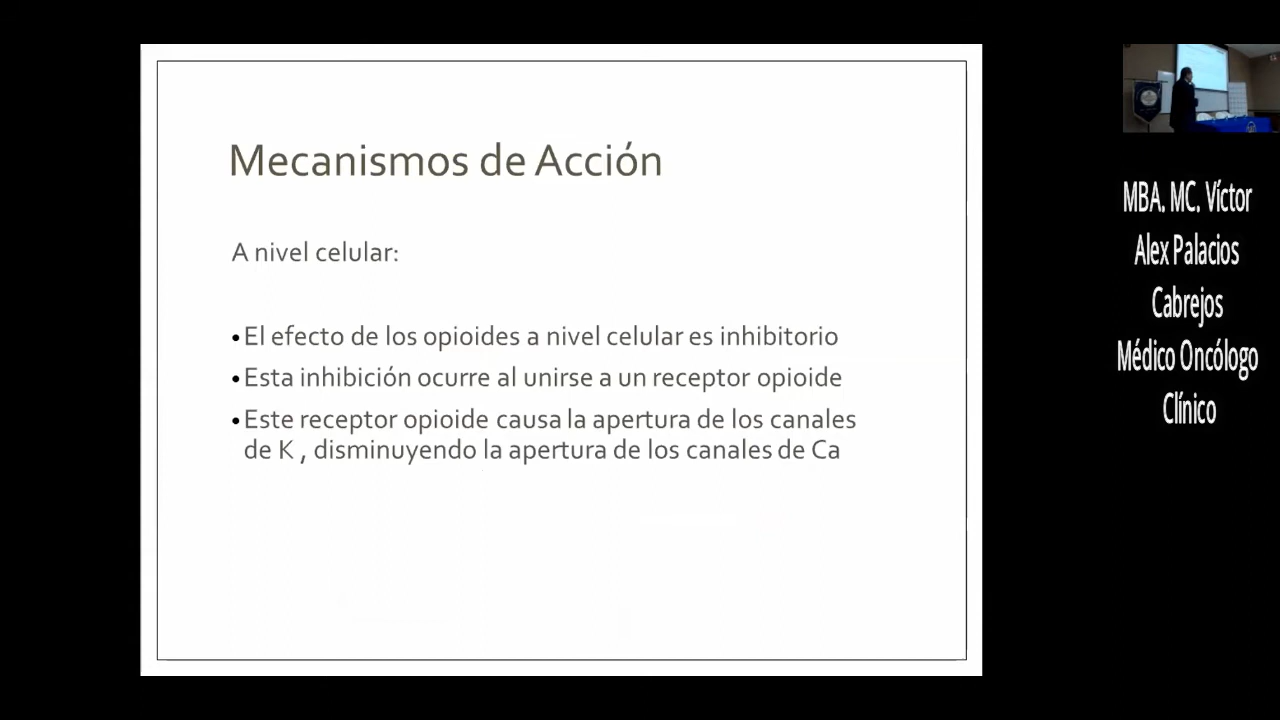 Mecanismos de Acción
A nivel celular:
•El efecto de los opioides a nivel celular es inhibitorio
•Esta inhibición ocurre al unirse a un receptor opioide
•Este receptor opioide causa la apertura de los canales
de K , disminuyendo la apertura de los canales de Ca
MBA. MC. Víctor
Alex Palacios
Cabrejos
Médico Oncólogo
Clínico